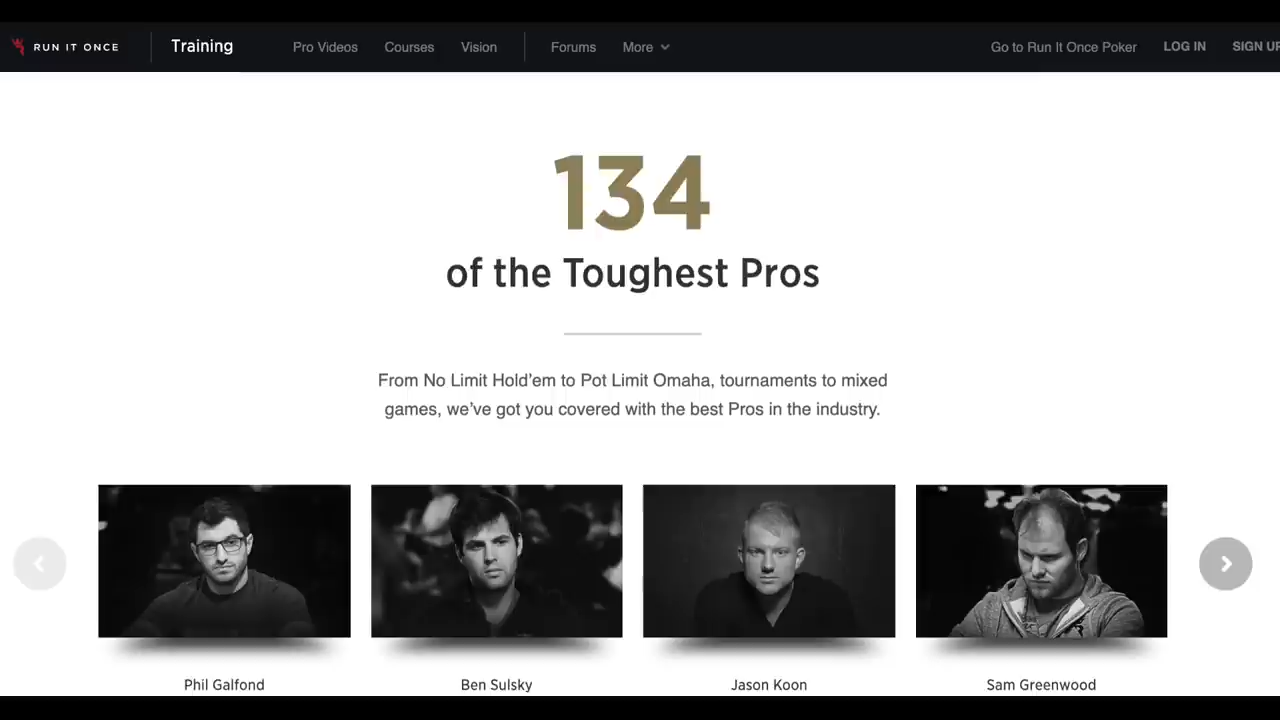 RUN IT ONCE
Training
Pro Videos
Courses
Vision
Forums
More
Go to Run It Once Poker
LOG IN
SIGN UP
134
of the Toughest Pros
From No Limit Hold’em to Pot Limit Omaha, tournaments to mixed
games, we’ve got you covered with the best Pros in the industry.
Phil Galfond
Ben Sulsky
Jason Koon
Sam Greenwood